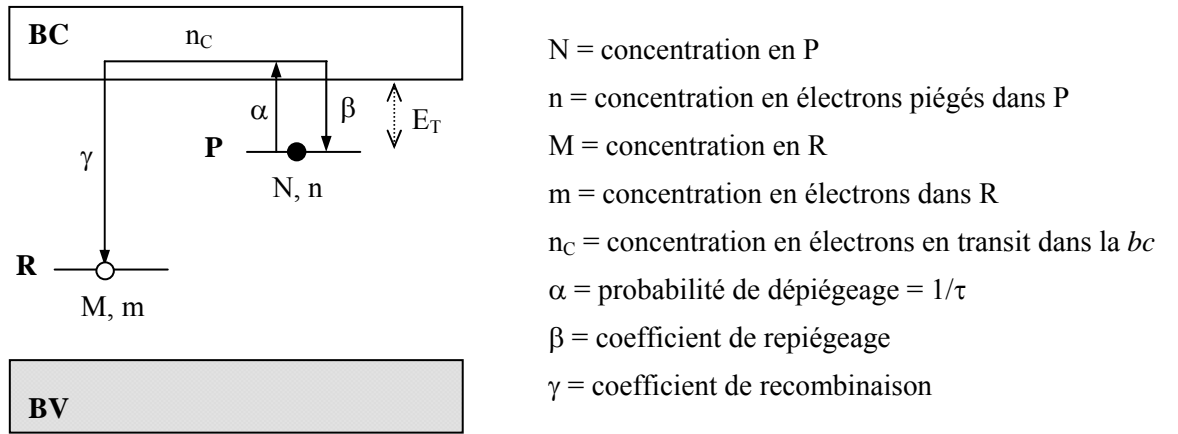 BC
n_C
α
β
E_T
P
N, n
γ
R
M, m
BV
N = concentration en P
n = concentration en électrons piégés dans P
M = concentration en R
m = concentration en électrons dans R
n_C = concentration en électrons en transit dans la bc
α = probabilité de dépiégeage = 1/τ
β = coefficient de repiégeage
γ = coefficient de recombinaison